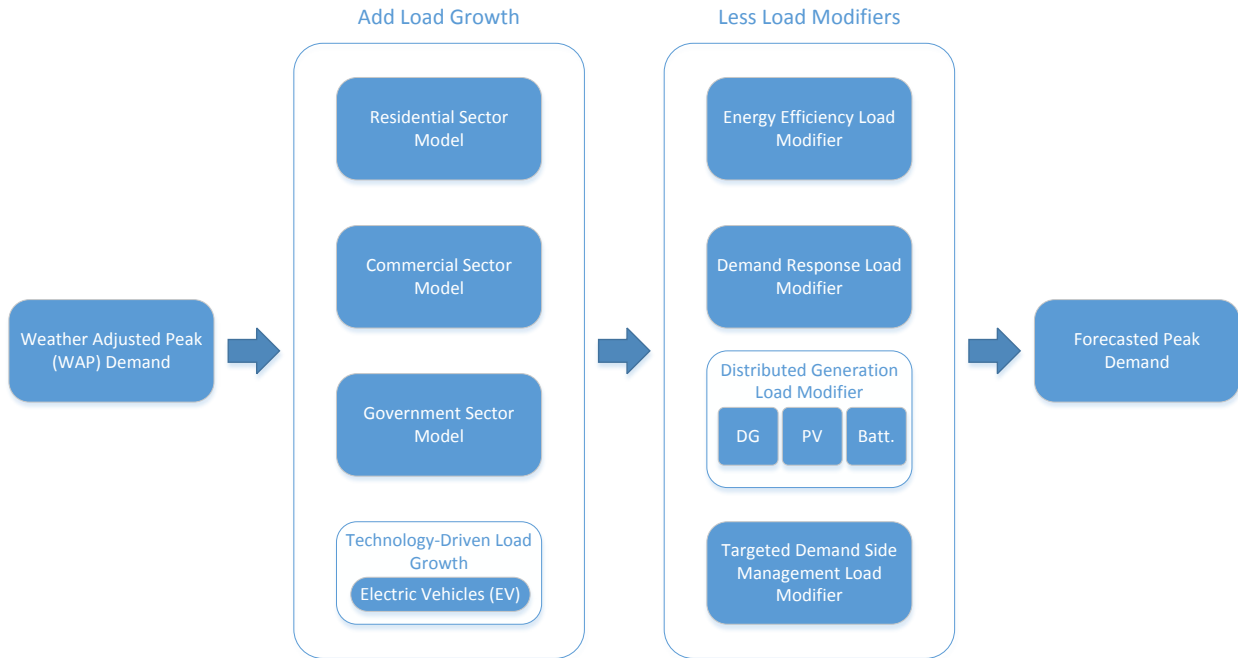 Add Load Growth
Less Load Modifiers
Weather Adjusted Peak
(WAP) Demand
Residential Sector
Model
Commercial Sector
Model
Government Sector
Model
Technology-Driven Load
Growth
Electric Vehicles (EV)
Energy Efficiency Load
Modifier
Demand Response Load
Modifier
Distributed Generation
Load Modifier
DG
PV
Batt.
Targeted Demand Side
Management Load
Modifier
Forecasted Peak
Demand